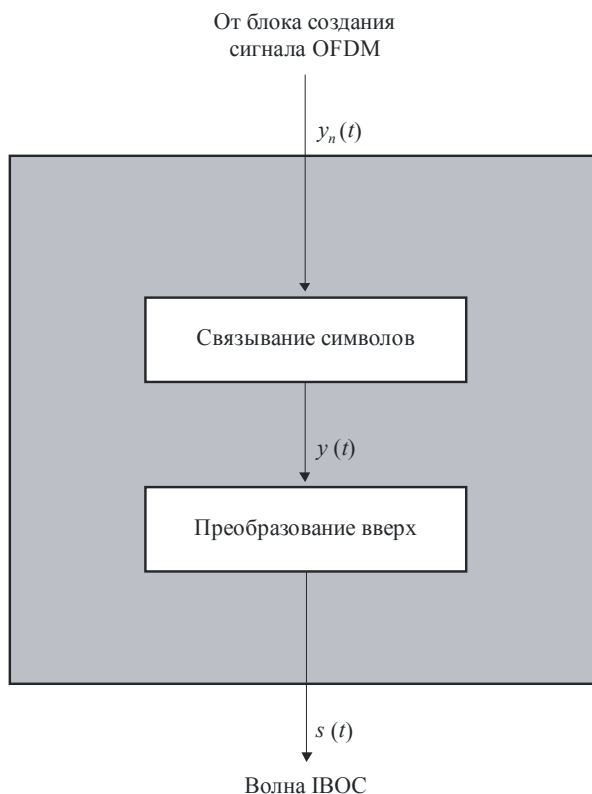 От блока создания
сигнала OFDM
yₙ (t)
Связывание символов
y (t)
Преобразование вверх
s (t)
Волна IBOC